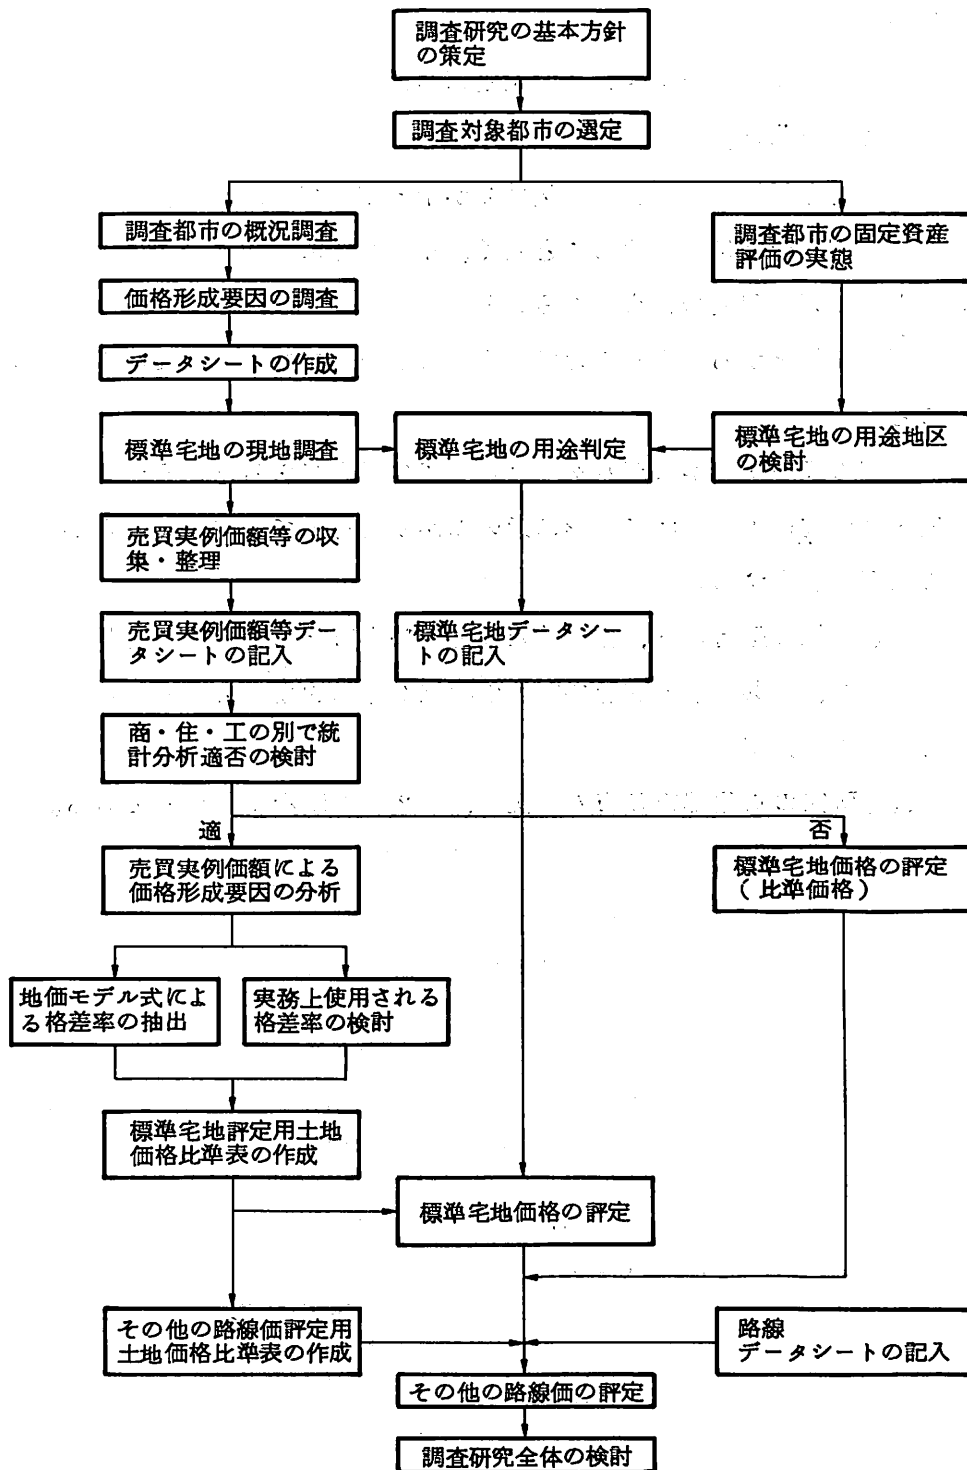 調査研究の基本方針
の策定
調査対象都市の選定
調査都市の概況調査
調査都市の固定資産
評価の実態
価格形成要因の調査
データシートの作成
標準宅地の現地調査
標準宅地の用途判定
標準宅地の用途地区
の検討
売買実例価額等の収
集・整理
売買実例価額等デー
タシートの記入
標準宅地データシー
トの記入
商・住・工の別で統
計分析適否の検討
適
否
売買実例価額による
価格形成要因の分析
標準宅地価格の評定
(比準価格)
地価モデル式によ
る格差率の抽出
実務上使用される
格差率の検討
標準宅地評定用土地
価格比準表の作成
標準宅地価格の評定
その他の路線価評定用
土地価格比準表の作成
路線
データシートの記入
その他の路線価の評定
調査研究全体の検討